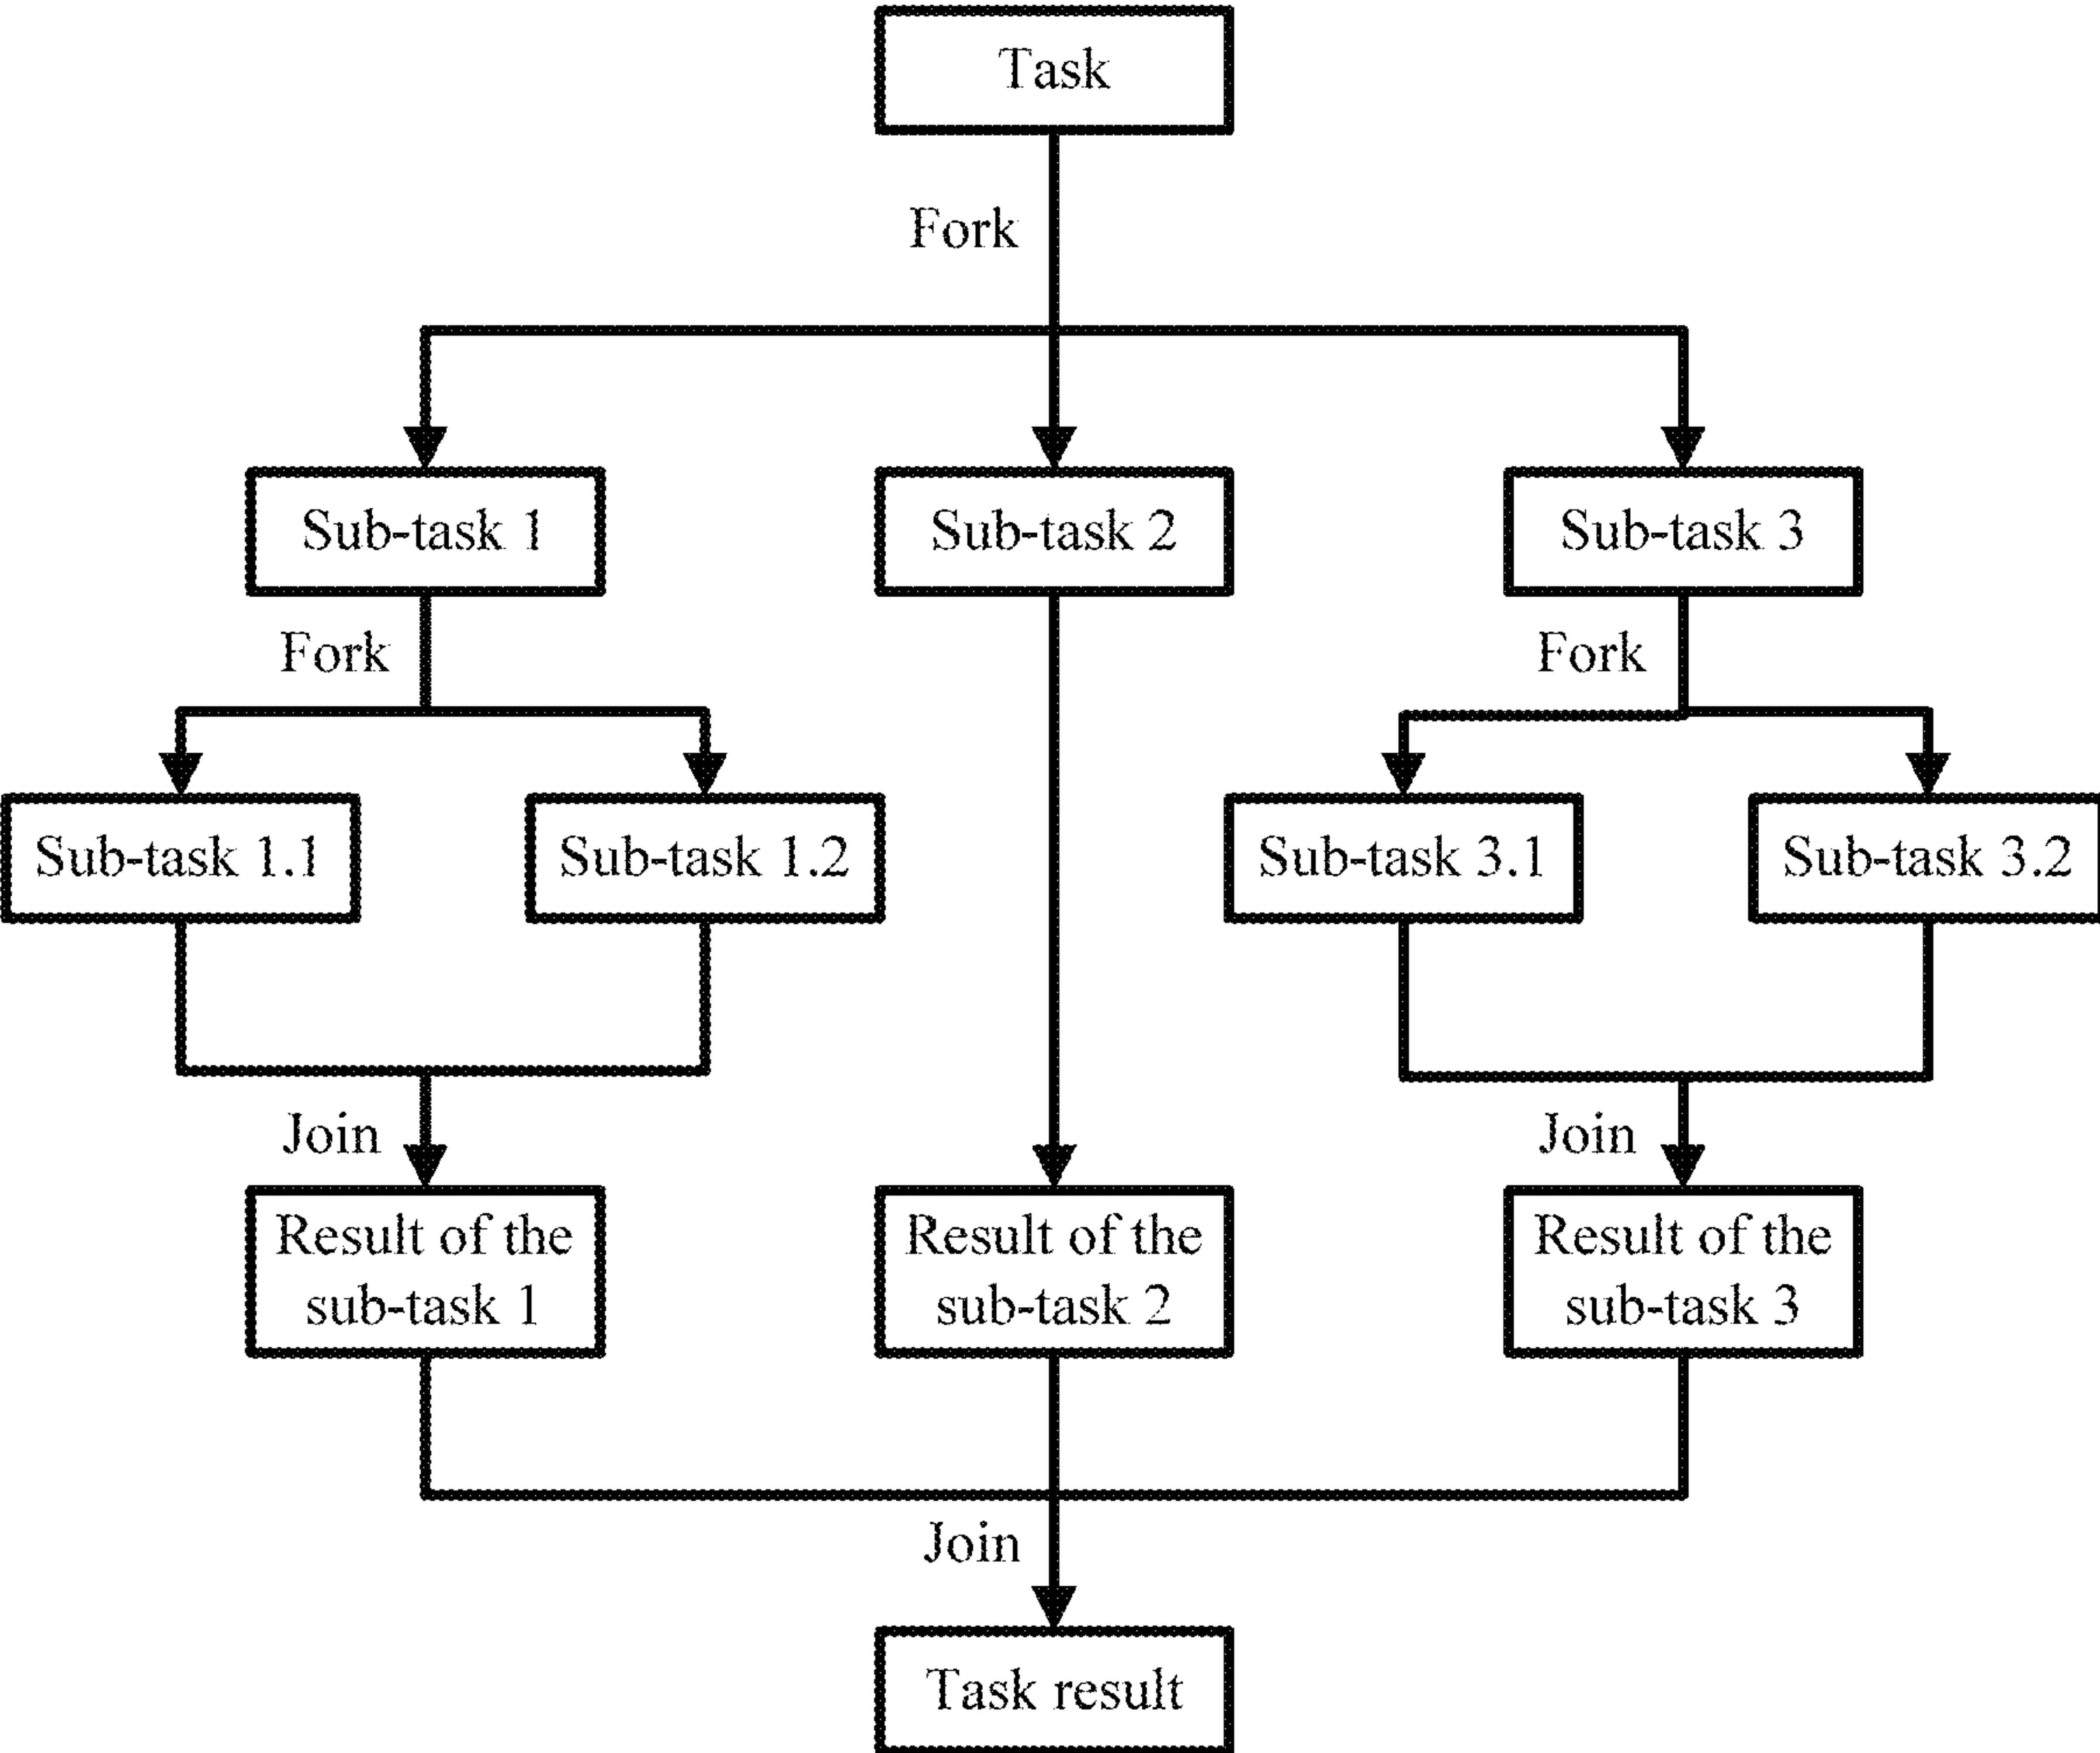 Task
Fork
Sub-task 1
Sub-task 2
Sub-task 3
Fork
Fork
Sub-task 1.1
Sub-task 1.2
Sub-task 3.1
Sub-task 3.2
Join
Join
Result of the
sub-task 1
Result of the
sub-task 2
Result of the
sub-task 3
Join
Task result